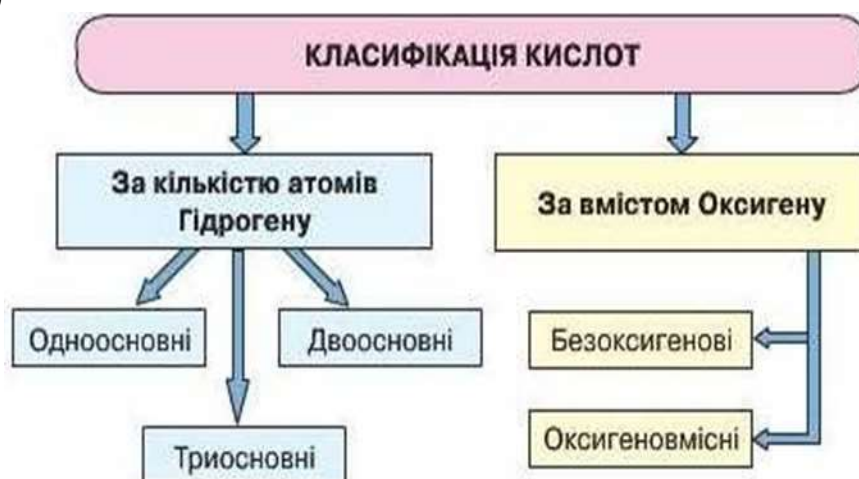 КЛАСИФІКАЦІЯ КИСЛОТ
За кількістю атомів
Гідрогену
За вмістом Оксигену
Одноосновні
Двоосновні
Триосновні
Безоксигенові
Оксигеновмісні